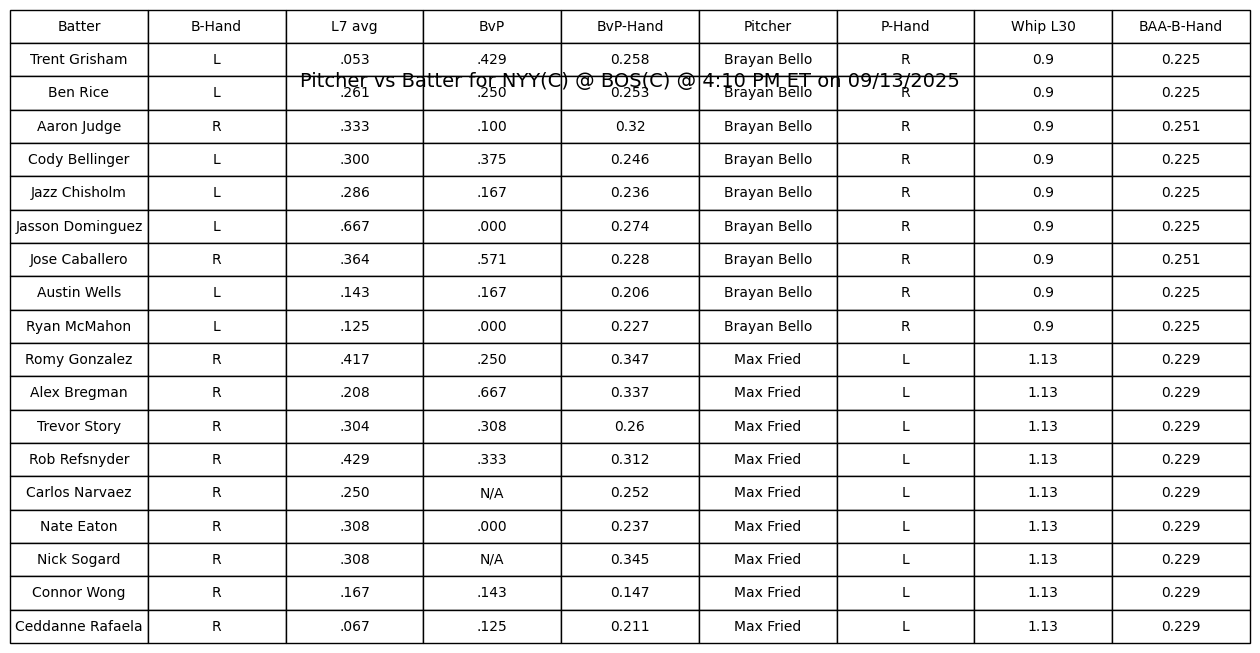 Batter B-Hand L7 avg BvP BvP-Hand Pitcher P-Hand Whip L30 BAA-B-Hand
Trent Grisham L .053 .429 0.258 Brayan Bello R 0.9 0.225
Pitcher vs Batter for NYY(C) @ BOS(C) @ 4:10 PM ET on 09/13/2025
Ben Rice L .261 .250 0.253 Brayan Bello R 0.9 0.225
Aaron Judge R .333 .100 0.32 Brayan Bello R 0.9 0.251
Cody Bellinger L .300 .375 0.246 Brayan Bello R 0.9 0.225
Jazz Chisholm L .286 .167 0.236 Brayan Bello R 0.9 0.225
Jasson Dominguez L .667 .000 0.274 Brayan Bello R 0.9 0.225
Jose Caballero R .364 .571 0.228 Brayan Bello R 0.9 0.251
Austin Wells L .143 .167 0.206 Brayan Bello R 0.9 0.225
Ryan McMahon L .125 .000 0.227 Brayan Bello R 0.9 0.225
Romy Gonzalez R .417 .250 0.347 Max Fried L 1.13 0.229
Alex Bregman R .208 .667 0.337 Max Fried L 1.13 0.229
Trevor Story R .304 .308 0.26 Max Fried L 1.13 0.229
Rob Refsnyder R .429 .333 0.312 Max Fried L 1.13 0.229
Carlos Narvaez R .250 N/A 0.252 Max Fried L 1.13 0.229
Nate Eaton R .308 .000 0.237 Max Fried L 1.13 0.229
Nick Sogard R .308 N/A 0.345 Max Fried L 1.13 0.229
Connor Wong R .167 .143 0.147 Max Fried L 1.13 0.229
Ceddanne Rafaela R .067 .125 0.211 Max Fried L 1.13 0.229